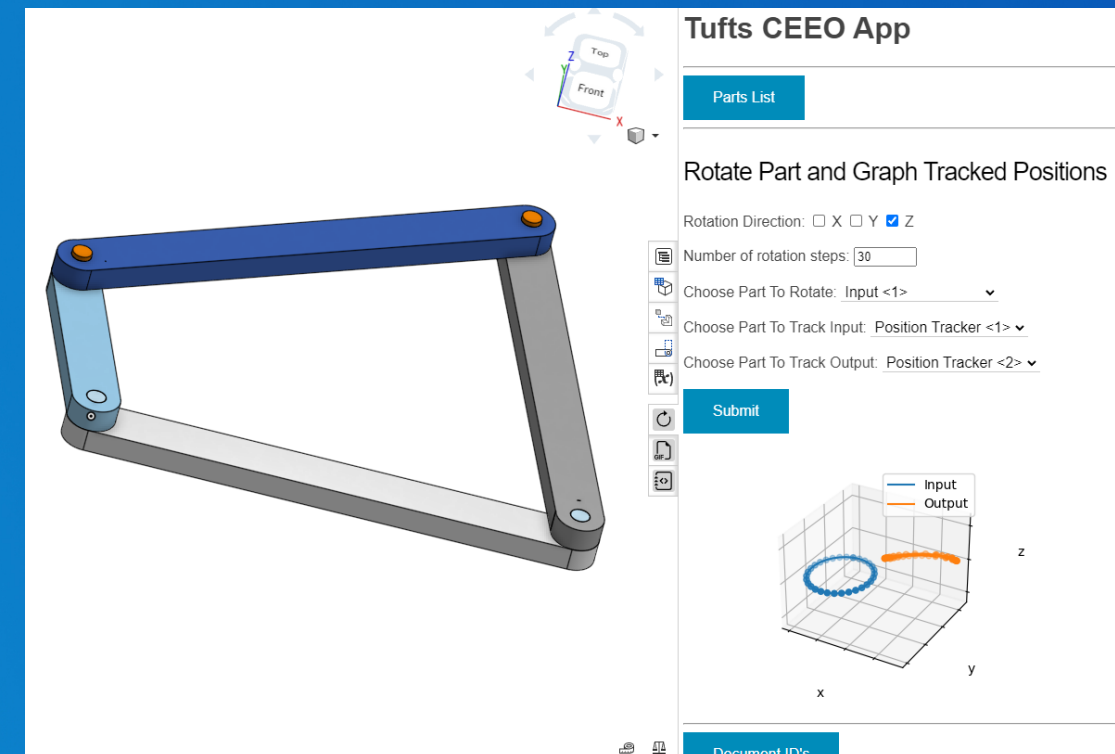 Tufts CEEO App
Top
Z
Y
Front
X
Parts List
Rotate Part and Graph Tracked Positions
Rotation Direction: X Y Z
Number of rotation steps: 30
Choose Part To Rotate: Input <1>
Choose Part To Track Input: Position Tracker <1>
Choose Part To Track Output: Position Tracker <2>
(x)
Submit
GIF
Input
Output
z
y
x
Document ID's